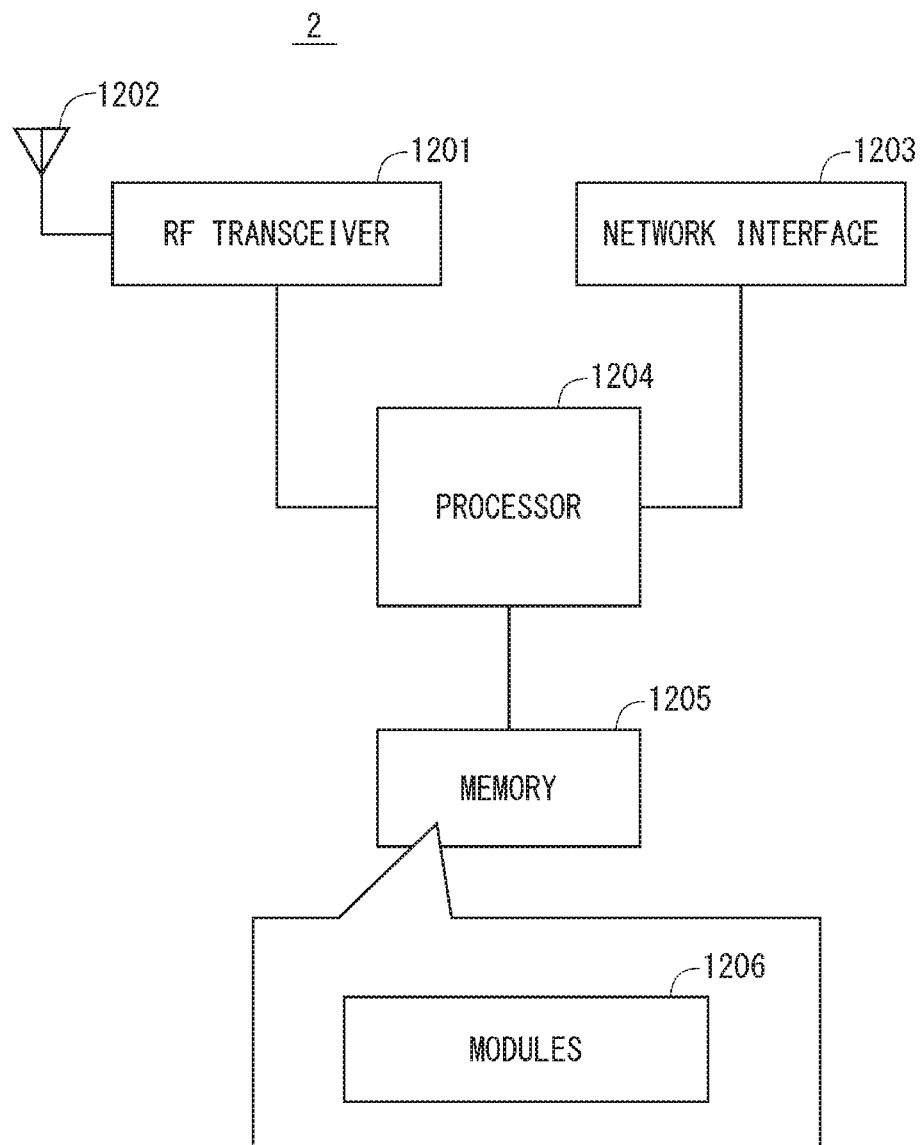 2
1202
1201
RF TRANSCEIVER
1203
NETWORK INTERFACE
1204
PROCESSOR
1205
MEMORY
1206
MODULES